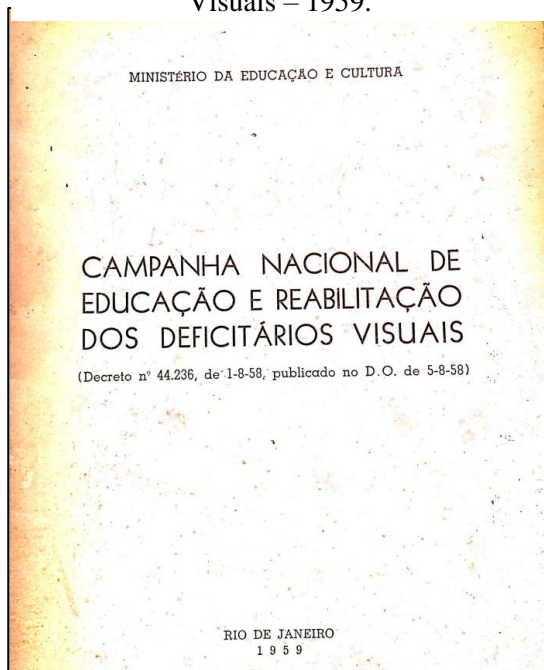 Visuais – 1959.
MINISTÉRIO DA EDUCAÇÃO E CULTURA
CAMPANHA NACIONAL DE
EDUCAÇÃO E REABILITAÇÃO
DOS DEFICITÁRIOS VISUAIS
(Decreto nº 44.236, de 1-8-58, publicado no D.O. de 5-8-58)
RIO DE JANEIRO
1959